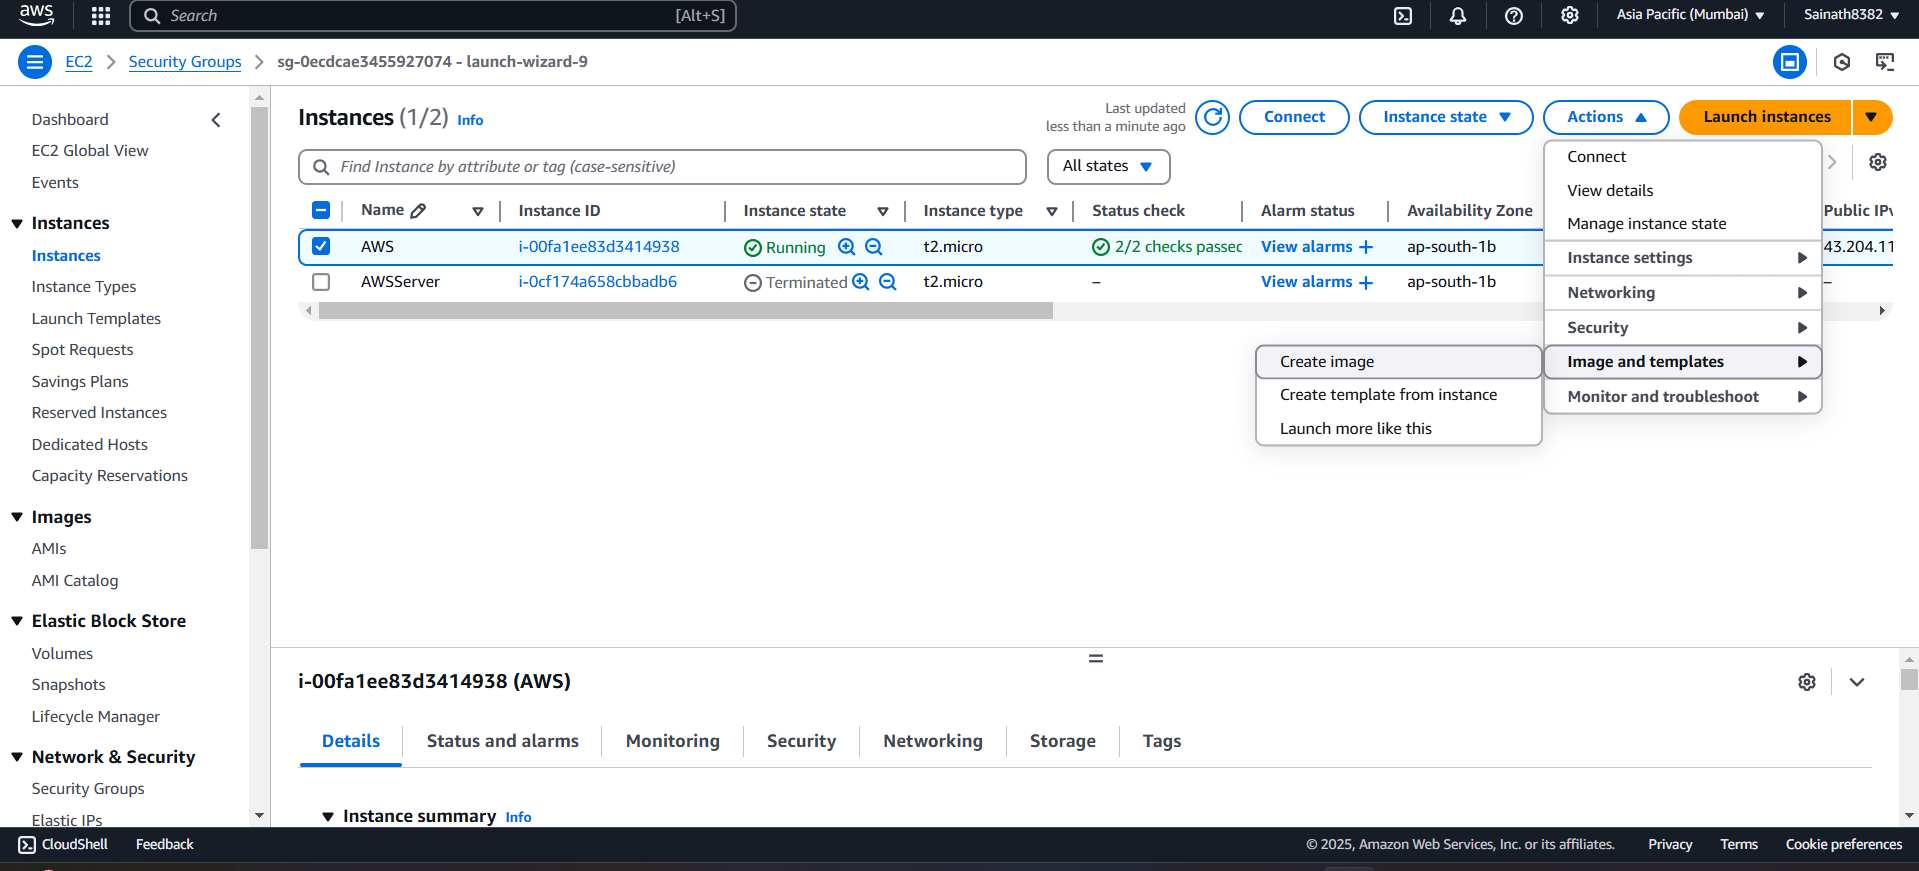 aws Search [Alt+S] Asia Pacific (Mumbai) Sainath8382
EC2 Security Groups sg-0ecdcae3455927074 - launch-wizard-9
Dashboard
EC2 Global View
Events
Instances
Instances
Instance Types
Launch Templates
Spot Requests
Savings Plans
Reserved Instances
Dedicated Hosts
Capacity Reservations
Images
AMIs
AMI Catalog
Elastic Block Store
Volumes
Snapshots
Lifecycle Manager
Network & Security
Security Groups
Elastic IPs
Instances (1/2) Info
Last updated
less than a minute ago
Connect Instance state Actions Launch instances
Find Instance by attribute or tag (case-sensitive) All states
Name Instance ID Instance state Instance type Status check Alarm status Availability Zone Public IPv
AWS i-00fa1ee83d3414938 Running t2.micro 2/2 checks passec View alarms + ap-south-1b 43.204.11
AWSServer i-0cf174a658cbbadb6 Terminated t2.micro – View alarms + ap-south-1b –
Connect
View details
Manage instance state
Instance settings
Networking
Security
Image and templates
Monitor and troubleshoot
Create image
Create template from instance
Launch more like this
i-00fa1ee83d3414938 (AWS)
Details Status and alarms Monitoring Security Networking Storage Tags
Instance summary Info
CloudShell Feedback © 2025, Amazon Web Services, Inc. or its affiliates. Privacy Terms Cookie preferences